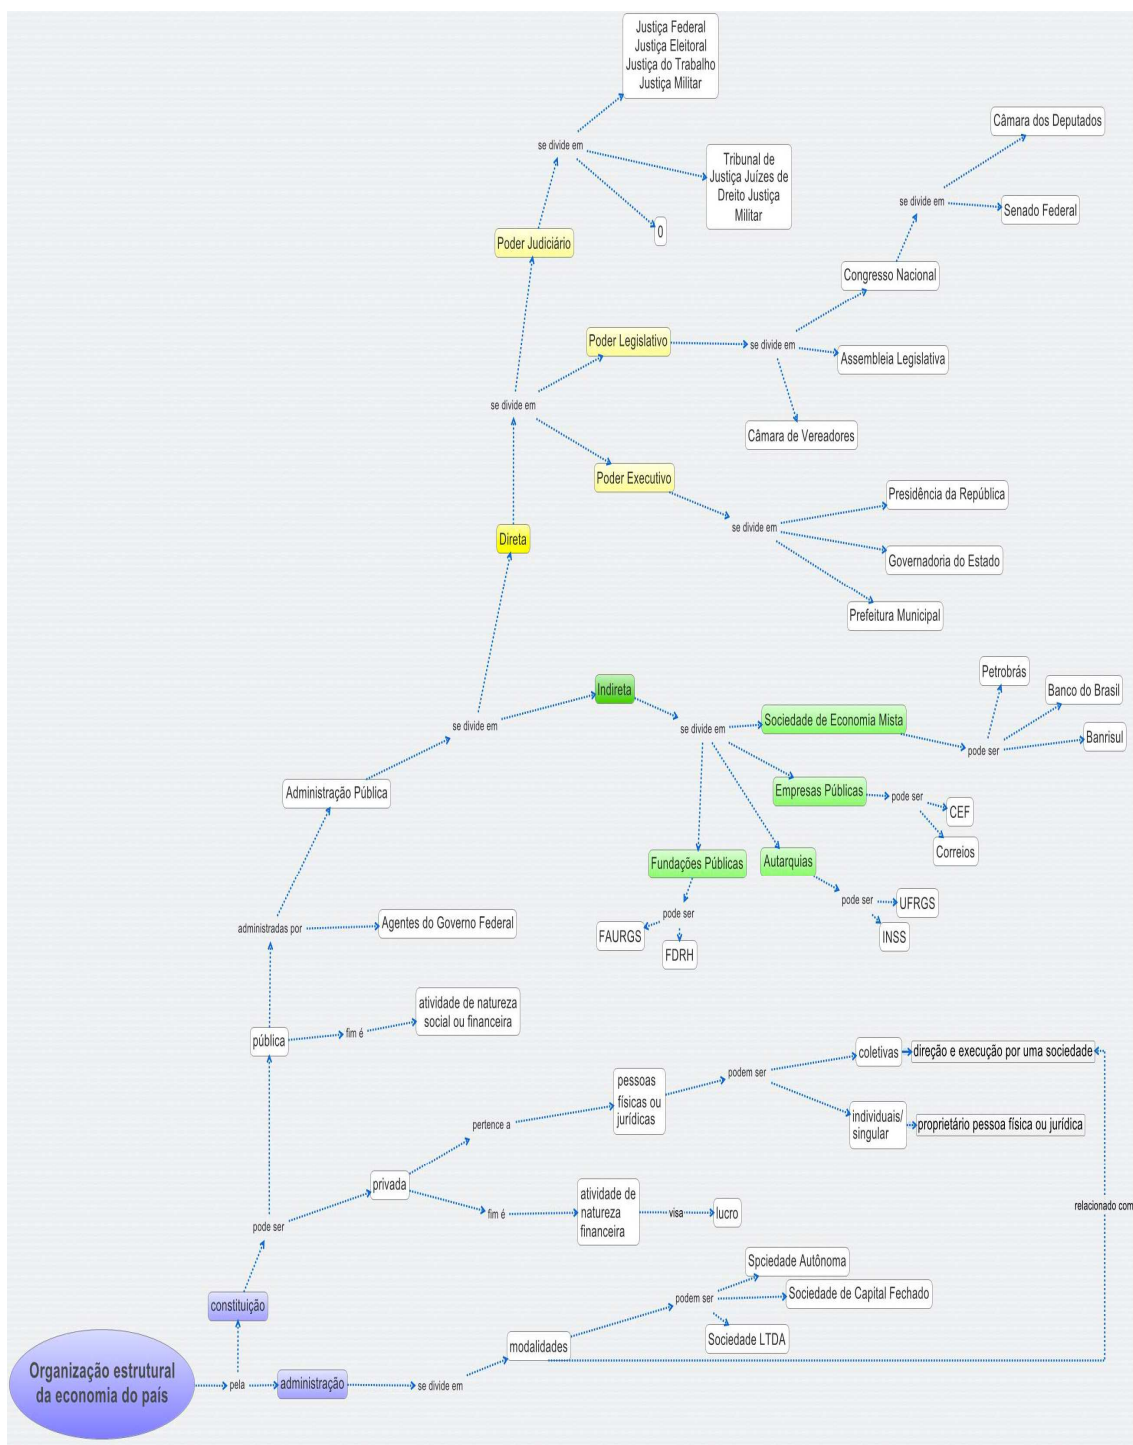 Justiça Federal
Justiça Eleitoral
Justiça do Trabalho
Justiça Militar
Câmara dos Deputados
se divide em
Tribunal de
Justiça Juízes de
Direito Justiça
Militar
se divide em
Senado Federal
0
Poder Judiciário
Congresso Nacional
Poder Legislativo
se divide em
Assembleia Legislativa
se divide em
Câmara de Vereadores
Poder Executivo
Presidência da República
se divide em
Direta
Governadoria do Estado
Prefeitura Municipal
Petrobrás
Indireta
Banco do Brasil
Sociedade de Economia Mista
se divide em
se divide em
Banrisul
pode ser
Administração Pública
Empresas Públicas
pode ser
CEF
Correios
Fundações Públicas
Autarquias
pode ser
UFRGS
pode ser
Agentes do Governo Federal
administradas por
FAURGS
INSS
FDRH
atividade de natureza
social ou financeira
pública
fim é
coletivas
direção e execução por uma sociedade
podem ser
pessoas
físicas ou
jurídicas
individuais/
singular
proprietário pessoa física ou jurídica
pertence a
privada
atividade de
natureza
financeira
relacionado com
fim é
visa
lucro
pode ser
Spciedade Autônoma
Sociedade de Capital Fechado
podem ser
constituição
Sociedade LTDA
modalidades
Organização estrutural
da economia do país
pela
administração
se divide em